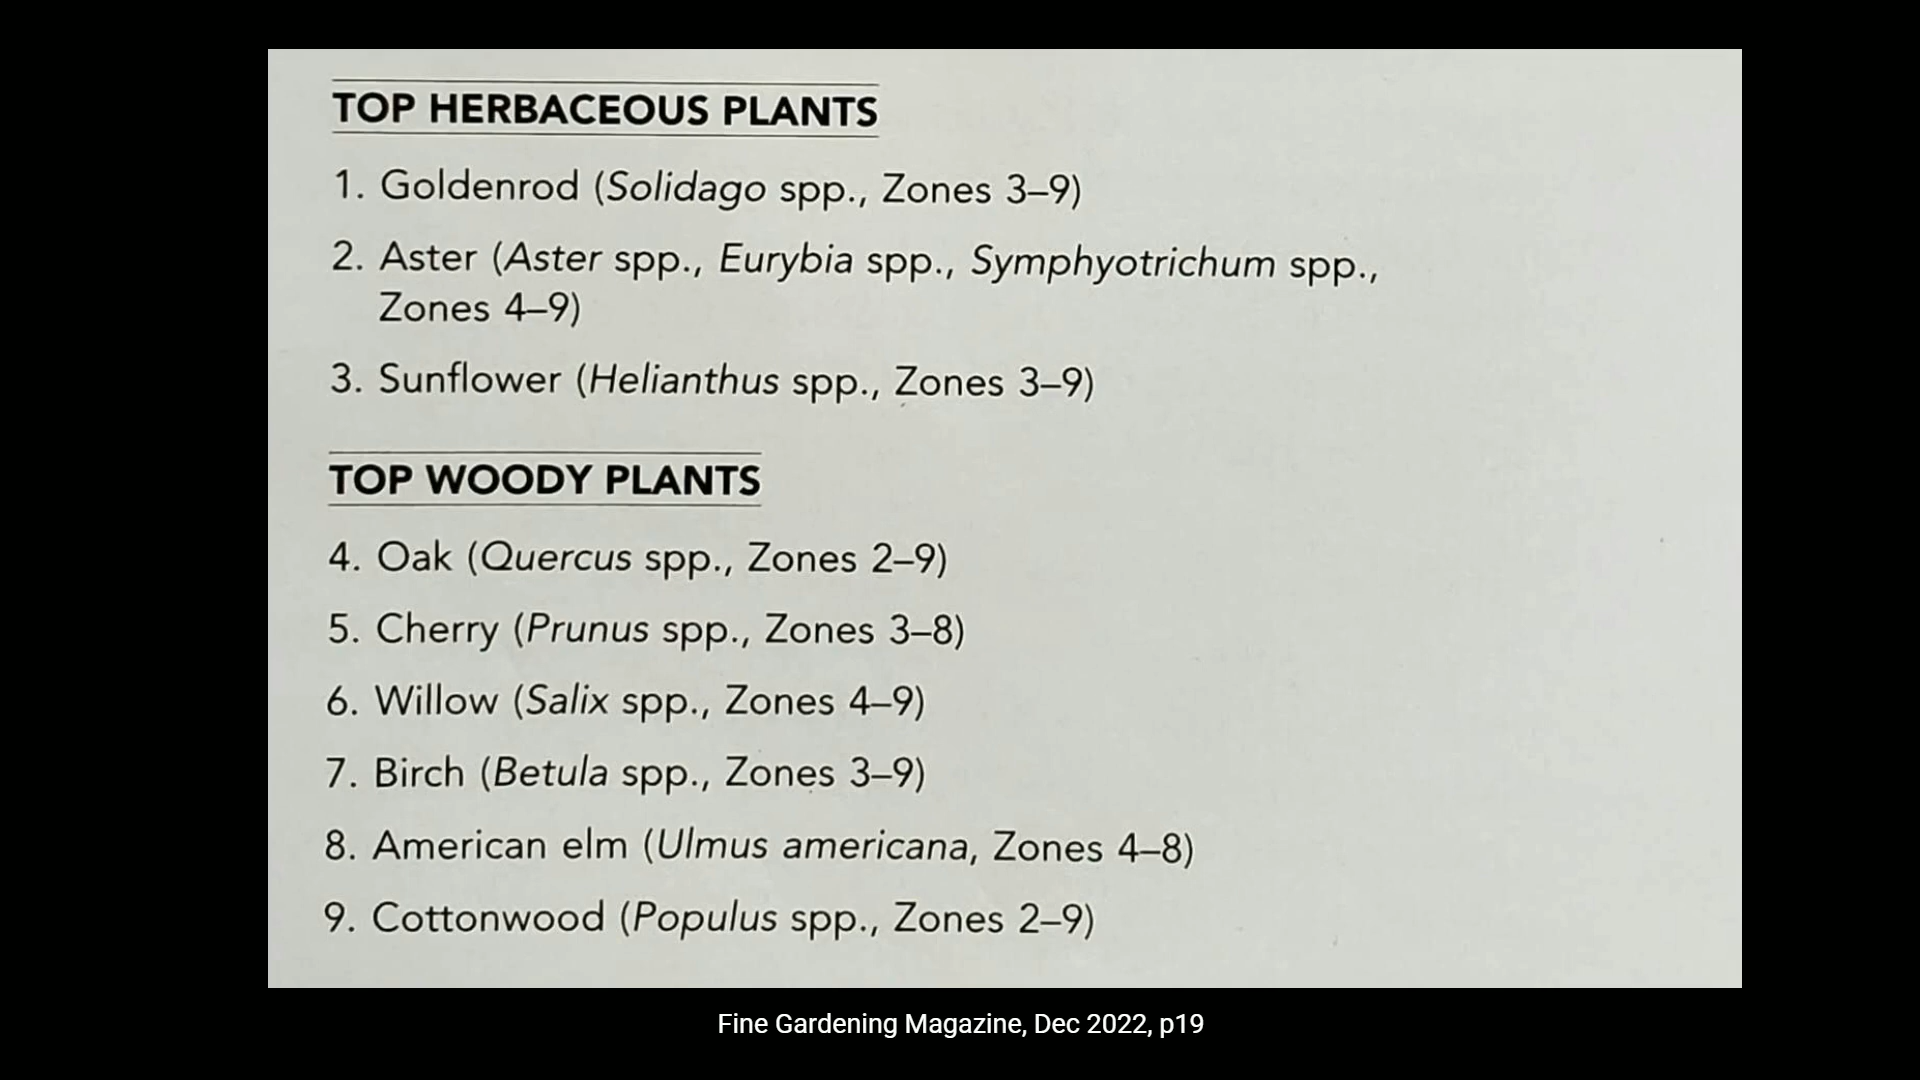 TOP HERBACEOUS PLANTS
1. Goldenrod (Solidago spp., Zones 3–9)
2. Aster (Aster spp., Eurybia spp., Symphyotrichum spp.,
Zones 4–9)
3. Sunflower (Helianthus spp., Zones 3–9)
TOP WOODY PLANTS
4. Oak (Quercus spp., Zones 2–9)
5. Cherry (Prunus spp., Zones 3–8)
6. Willow (Salix spp., Zones 4–9)
7. Birch (Betula spp., Zones 3–9)
8. American elm (Ulmus americana, Zones 4–8)
9. Cottonwood (Populus spp., Zones 2–9)
Fine Gardening Magazine, Dec 2022, p19